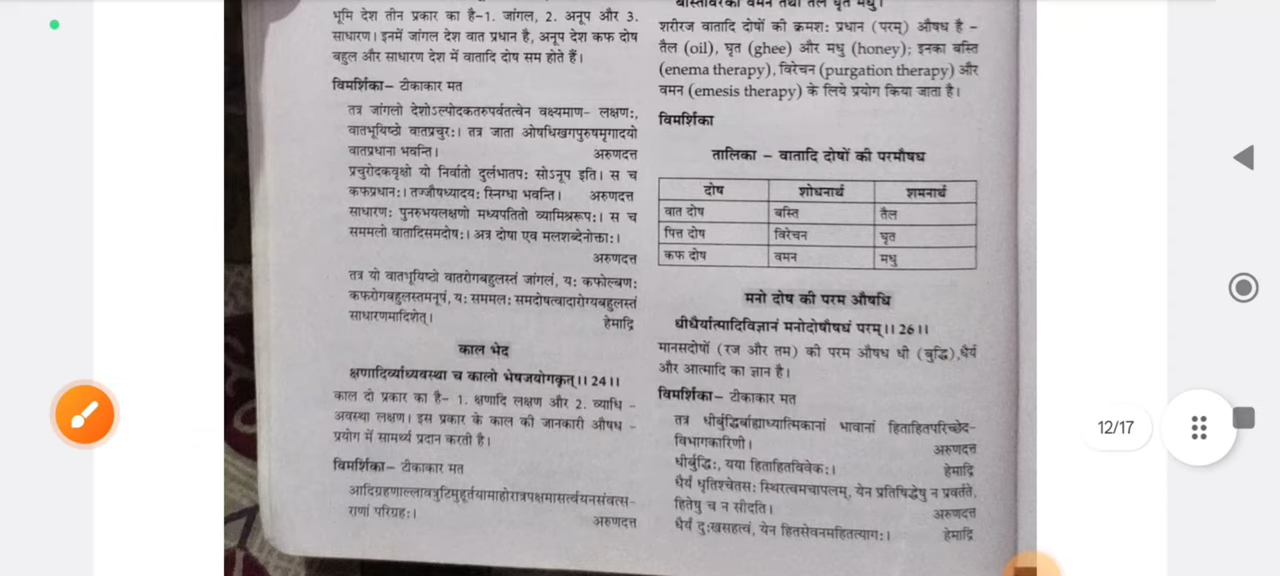 भूमि देश तीन प्रकार का है–1. जांगल, 2. अनूप और 3.
साधारण। इनमें जांगल देश वात प्रधान है, अनूप देश कफ दोष
बहुल और साधारण देश में वातादि दोष सम होते हैं।
विमर्शिका– टीकाकार मत
तत्र जांगलो देशोऽल्पोदकतरुपर्वतत्वेन वक्ष्यमाण– लक्षण:,
वातभूयिष्ठो वातप्रचुर:। तत्र जाता ओषधिखगपुरुषमृगादयो
वातप्रधाना भवन्ति। अरुणदत्त
प्रचुरोदकवृक्षो यो निर्वातो दुर्लभातप: सोऽनूप इति। स च
कफप्रधान:। तज्जौषध्यादय: स्निग्धा भवन्ति। अरुणदत्त
साधारण: पुनरुभयलक्षणो मध्यपतितो व्यामिश्ररूप:। स च
सममलो वातादिसमदोष:। अत्र दोषा एव मलशब्देनोक्ता:।
अरुणदत्त
तत्र यो वातभूयिष्ठो वातरोगबहुलस्तं जांगलं, य: कफोल्बण:
कफरोगबहुलस्तमनूपं, य: सममल: समदोषत्वादारोग्यबहुलस्तं
साधारणमादिशेत्। हेमाद्रि
काल भेद
क्षणादिर्व्याध्यवस्था च कालो भेषजयोगकृत्।। 24।।
काल दो प्रकार का है– 1. क्षणादि लक्षण और 2. व्याधि –
अवस्था लक्षण। इस प्रकार के काल की जानकारी औषध –
प्रयोग में सामर्थ्य प्रदान करती है।
विमर्शिका– टीकाकार मत
आदिग्रहणाल्लावत्रुटिमुहूर्तयामाहोरात्रपक्षमासर्त्वयनसंवत्स–
राणां परिग्रह:। अरुणदत्त
वमन तथा तैल घृतं मधु।
शरीरज वातादि दोषों की क्रमश: प्रधान (परम्) औषध है –
तैल (oil), घृत (ghee) और मधु (honey); इनका बस्ति
(enema therapy), विरेचन (purgation therapy) और
वमन (emesis therapy) के लिये प्रयोग किया जाता है।
विमर्शिका
तालिका – वातादि दोषों की परमौषध
दोष शोधनार्थ शमनार्थ
वात दोष बस्ति तैल
पित्त दोष विरेचन घृत
कफ दोष वमन मधु
मनो दोष की परम औषधि
धीधैर्यात्मादिविज्ञानं मनोदोषौषधं परम्।। 26।।
मानसदोषों (रज और तम) की परम औषध धी (बुद्धि),धैर्य
और आत्मादि का ज्ञान है।
विमर्शिका– टीकाकार मत
तत्र धीर्बुद्धिर्बाह्याध्यात्मिकानां भावानां हिताहितपरिच्छेद–
विभागकारिणी। अरुणदत्त
धीर्बुद्धि:, यया हिताहितविवेक:। हेमाद्रि
धैर्यं धृतिश्चेतस: स्थिरत्वमचापलम्, येन प्रतिषिद्धेषु न प्रवर्तते,
हितेषु च न सीदति। अरुणदत्त
धैर्यं दु:खसहत्वं, येन हितसेवनमहितत्याग:। हेमाद्रि
12/17